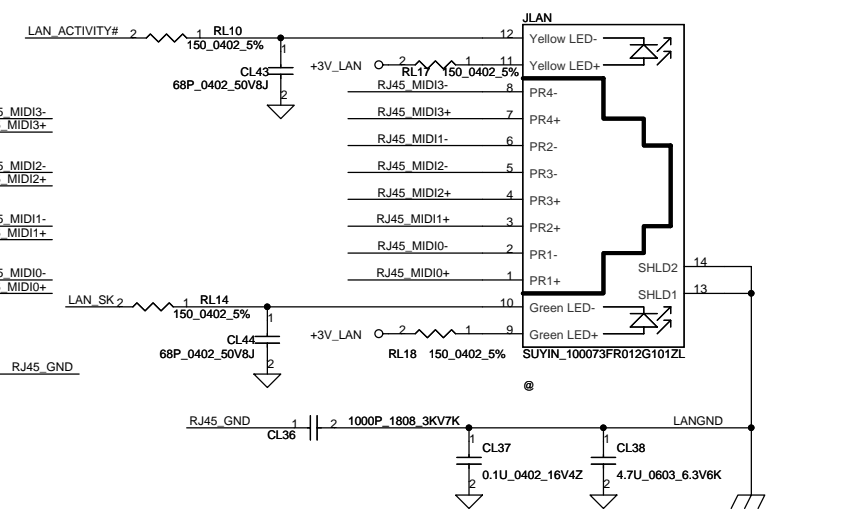 JLAN
LAN_ACTIVITY# 2 1 RL10 12 Yellow LED-
150_0402_5%
1
CL43
68P_0402_50V8J
2
+3V_LAN 2 1 11 Yellow LED+
RL17 150_0402_5%
RJ45_MIDI3- 8 PR4-
RJ45_MIDI3+ 7 PR4+
RJ45_MIDI1- 6 PR2-
RJ45_MIDI2- 5 PR3-
RJ45_MIDI2+ 4 PR3+
RJ45_MIDI1+ 3 PR2+
RJ45_MIDI0- 2 PR1-
RJ45_MIDI0+ 1 PR1+
5_MIDI3-
_MIDI3+
5_MIDI2-
_MIDI2+
5_MIDI1-
_MIDI1+
5_MIDI0-
_MIDI0+
SHLD2 14
SHLD1 13
LAN_SK 2 1 RL14 10 Green LED-
150_0402_5%
1
CL44
68P_0402_50V8J
2
+3V_LAN 2 1 9 Green LED+
RL18 150_0402_5%
SUYIN_100073FR012G101ZL
RJ45_GND
@
RJ45_GND 1 2 1000P_1808_3KV7K LANGND
CL36
1
CL37
0.1U_0402_16V4Z
2
1
CL38
4.7U_0603_6.3V6K
2